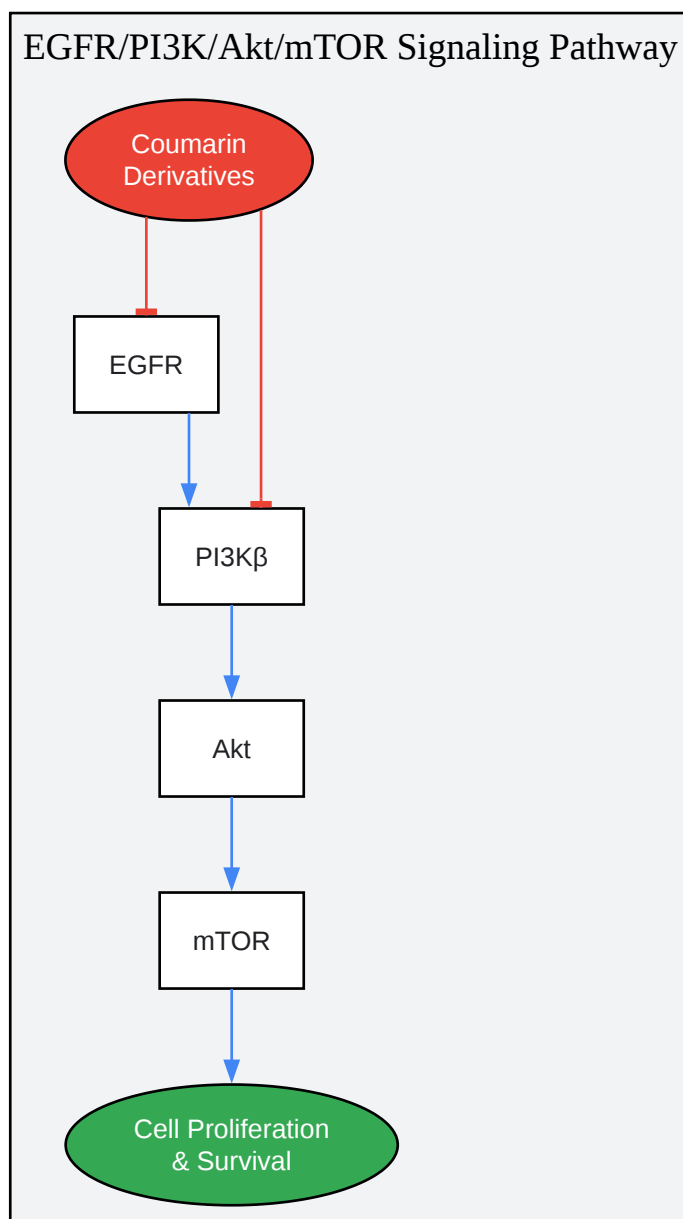 EGFR/PI3K/Akt/mTOR Signaling Pathway
Coumarin
Derivatives
EGFR
PI3Kβ
Akt
mTOR
Cell Proliferation
& Survival